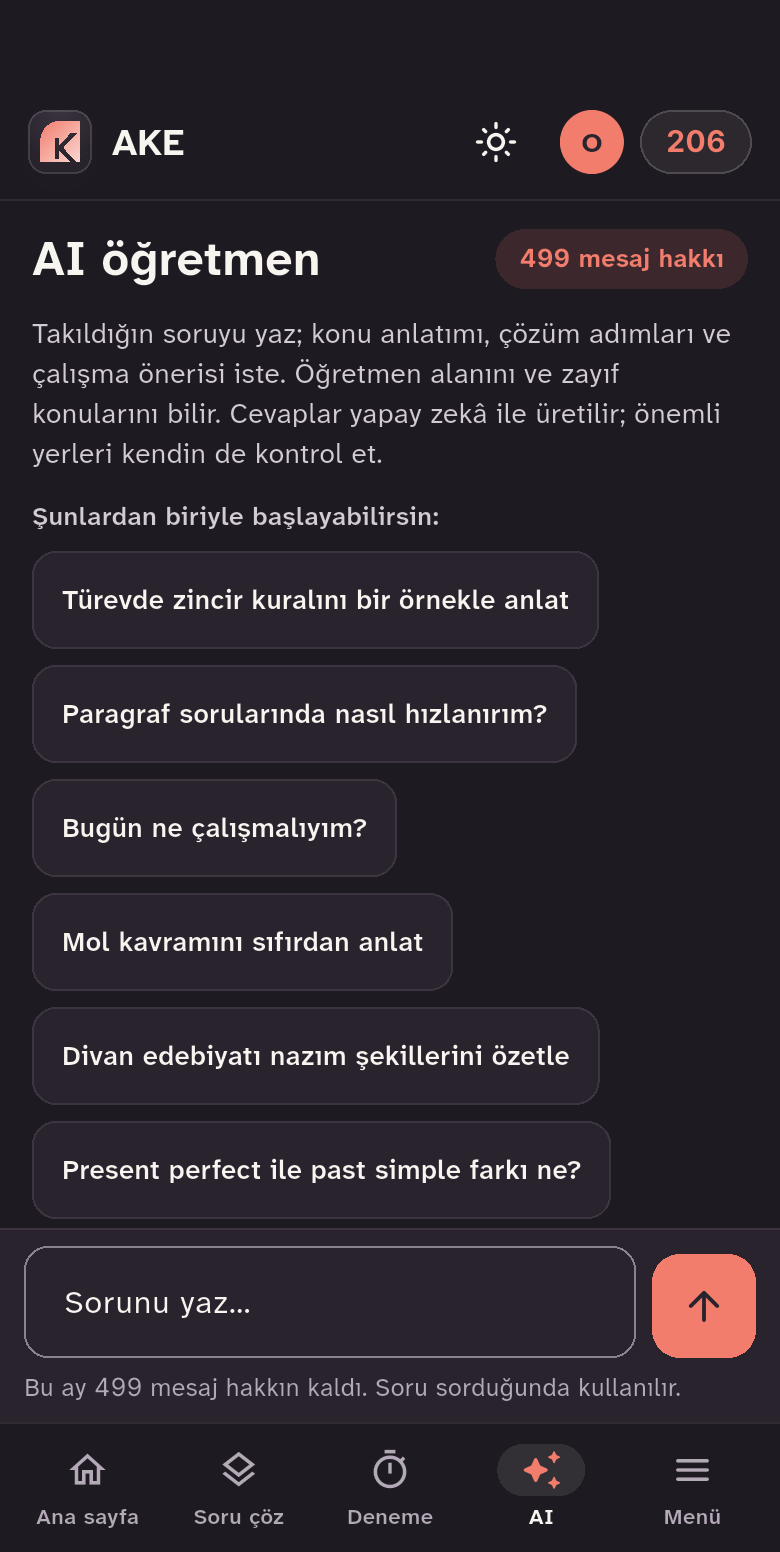 K AKE o 206
AI öğretmen 499 mesaj hakkı
Takıldığın soruyu yaz; konu anlatımı, çözüm adımları ve
çalışma önerisi iste. Öğretmen alanını ve zayıf
konularını bilir. Cevaplar yapay zekâ ile üretilir; önemli
yerleri kendin de kontrol et.
Şunlardan biriyle başlayabilirsin:
Türevde zincir kuralını bir örnekle anlat
Paragraf sorularında nasıl hızlanırım?
Bugün ne çalışmalıyım?
Mol kavramını sıfırdan anlat
Divan edebiyatı nazım şekillerini özetle
Present perfect ile past simple farkı ne?
Sorunu yaz…
Bu ay 499 mesaj hakkın kaldı. Soru sorduğunda kullanılır.
Ana sayfa Soru çöz Deneme AI Menü